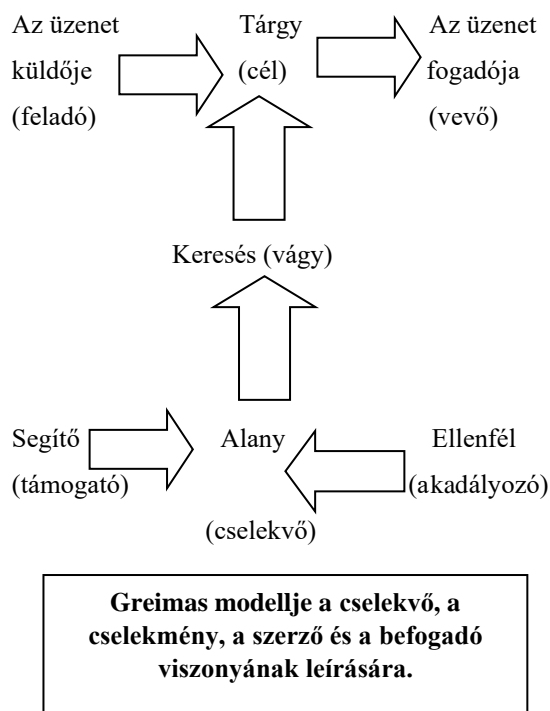 Az üzenet
küldője
(feladó)
Tárgy
(cél)
Az üzenet
fogadója
(vevő)
Keresés (vágy)
Segítő
(támogató)
Alany
(cselekvő)
Ellenfél
(akadályozó)
Greimas modellje a cselekvő, a
cselekmény, a szerző és a befogadó
viszonyának leírására.